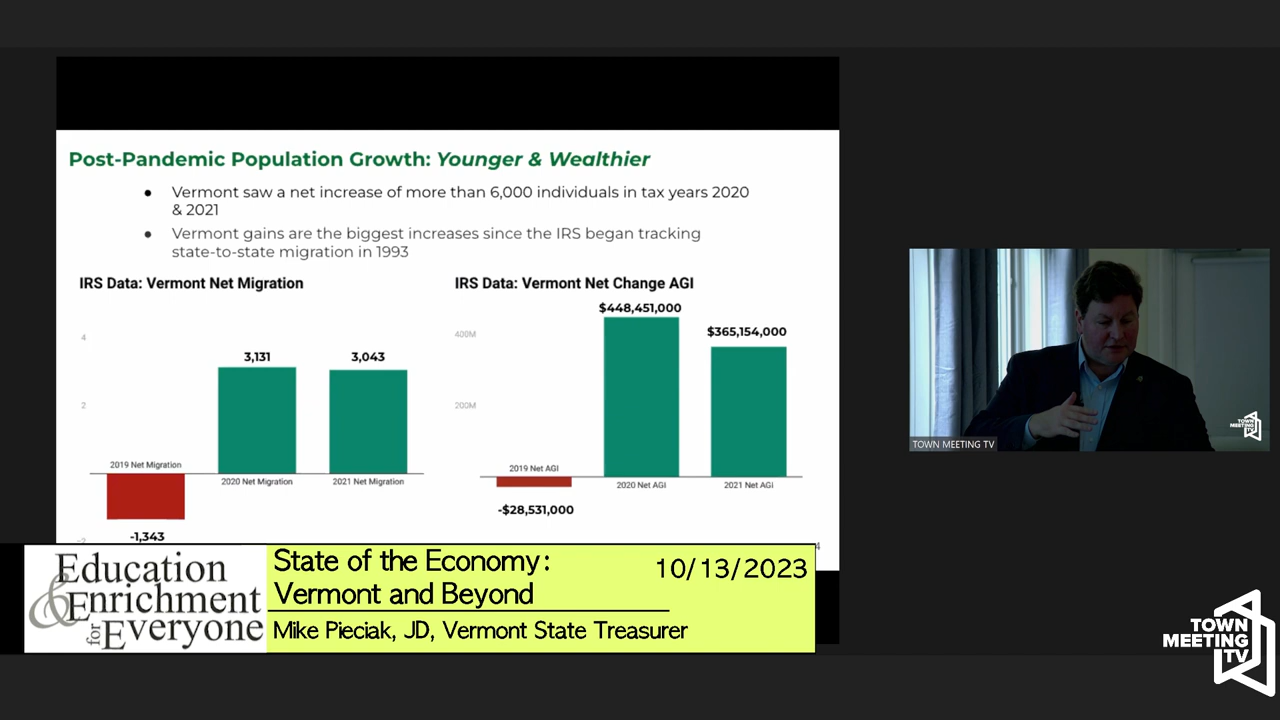 Post-Pandemic Population Growth: Younger & Wealthier
● Vermont saw a net increase of more than 6,000 individuals in tax years 2020
& 2021
● Vermont gains are the biggest increases since the IRS began tracking
state-to-state migration in 1993
IRS Data: Vermont Net Migration
4
2
-2
2019 Net Migration
-1,343
3,131
2020 Net Migration
3,043
2021 Net Migration
IRS Data: Vermont Net Change AGI
400M
200M
2019 Net AGI
-$28,531,000
$448,451,000
2020 Net AGI
$365,154,000
2021 Net AGI
4
TOWN MEETING TV
TOWN
MEETING
TV
Education
& Enrichment
for Everyone
State of the Economy:
Vermont and Beyond
10/13/2023
Mike Pieciak, JD, Vermont State Treasurer
TOWN
MEETING
TV